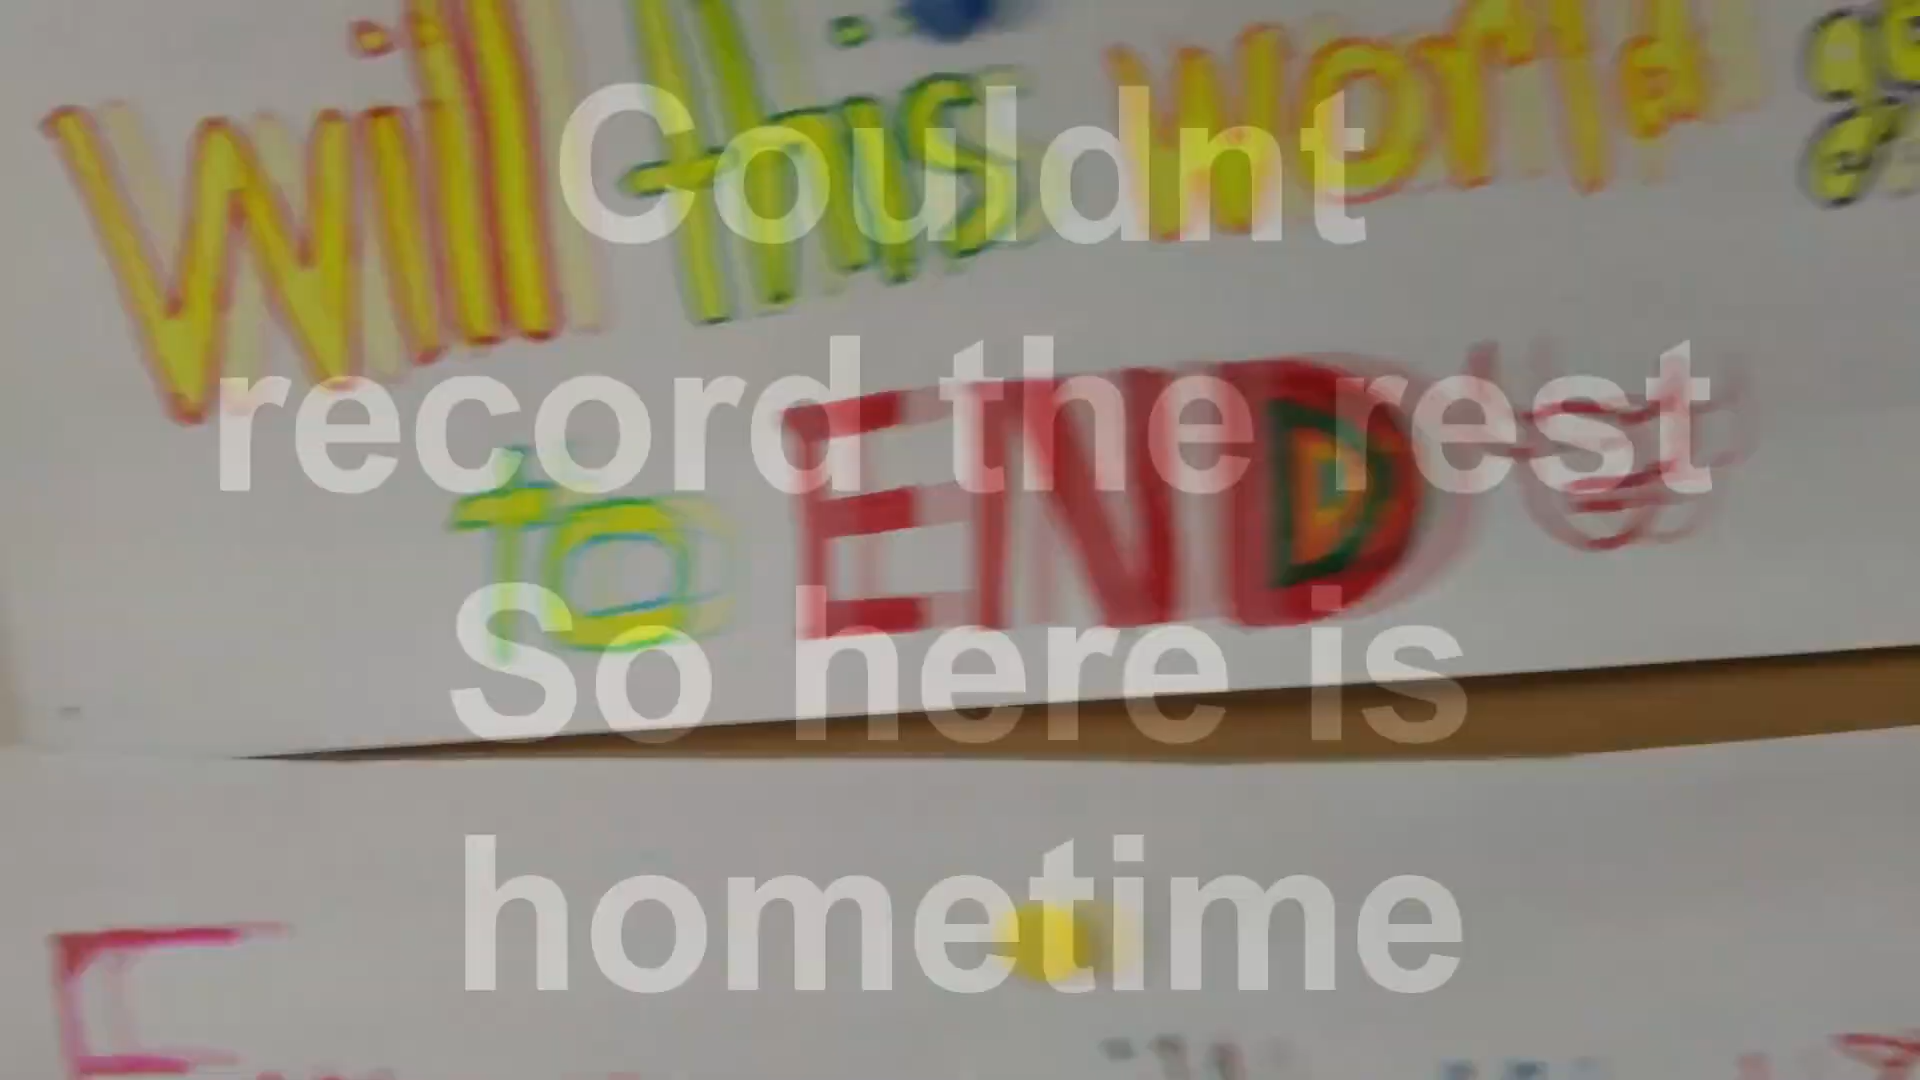 Will this world
to END
Couldnt
record the rest
So here is
hometime